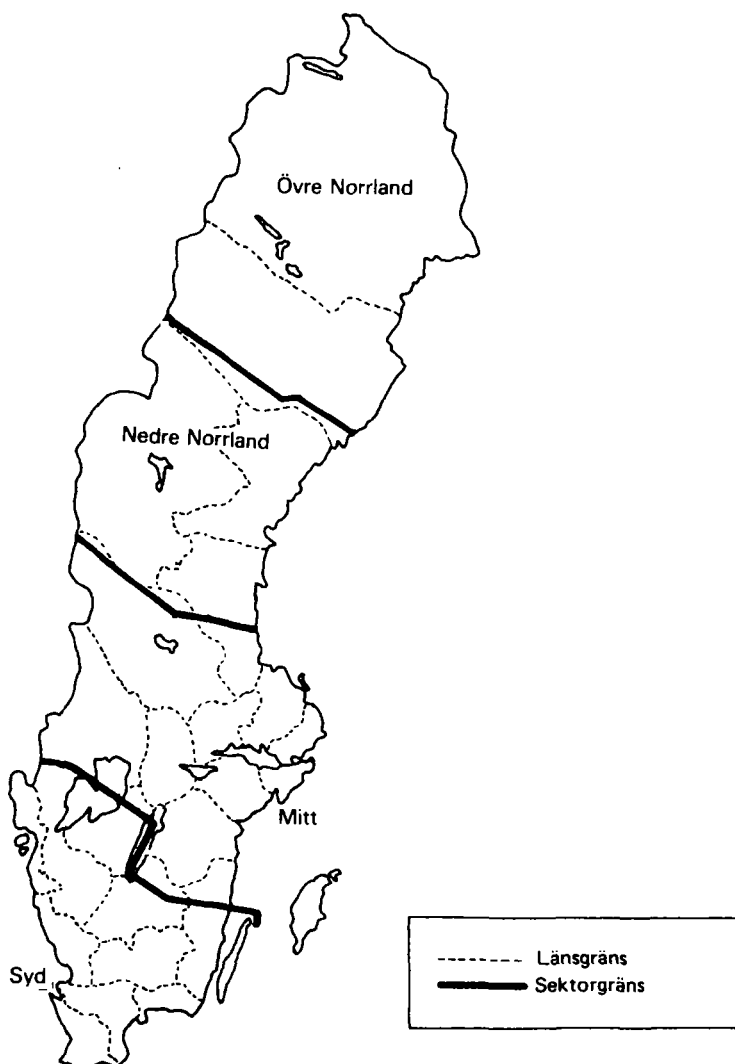 Övre Norrland
Nedre Norrland
Mitt
Syd
Länsgräns
Sektorgräns